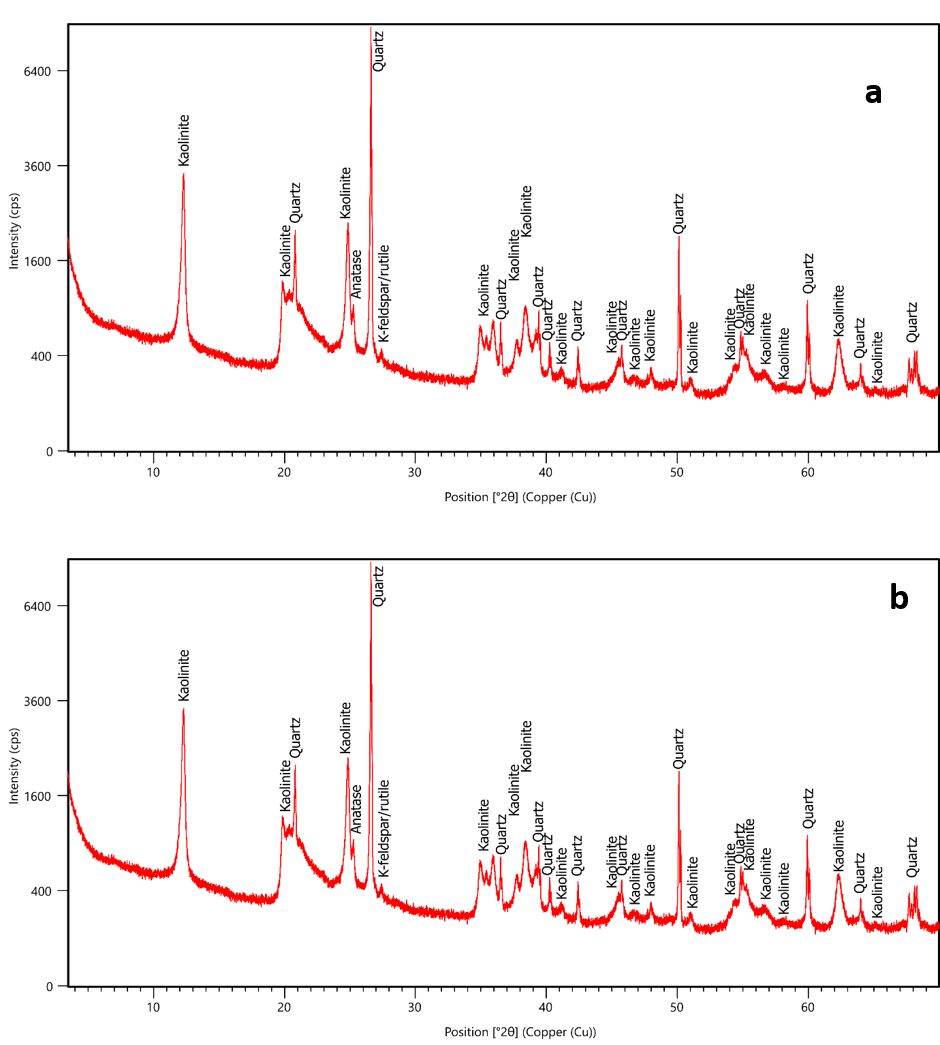 a
Intensity (cps)
6400
3600
1600
400
0
Kaolinite
Kaolinite
Quartz
Kaolinite
Anatase
Quartz
K-feldspar/rutile
Kaolinite
Quartz
Kaolinite
Kaolinite
Quartz
Quartz
Kaolinite
Quartz
Kaolinite
Quartz
Kaolinite
Kaolinite
Quartz
Kaolinite
Kaolinite
Quartz
Kaolinite
Kaolinite
Kaolinite
Quartz
Kaolinite
Quartz
Kaolinite
Quartz
10 20 30 40 50 60
Position [°2θ] (Copper (Cu))
b
Intensity (cps)
6400
3600
1600
400
0
Kaolinite
Kaolinite
Quartz
Kaolinite
Anatase
Quartz
K-feldspar/rutile
Kaolinite
Quartz
Kaolinite
Kaolinite
Quartz
Quartz
Kaolinite
Quartz
Kaolinite
Quartz
Kaolinite
Kaolinite
Quartz
Kaolinite
Kaolinite
Quartz
Kaolinite
Kaolinite
Kaolinite
Quartz
Kaolinite
Quartz
Kaolinite
Quartz
10 20 30 40 50 60
Position [°2θ] (Copper (Cu))